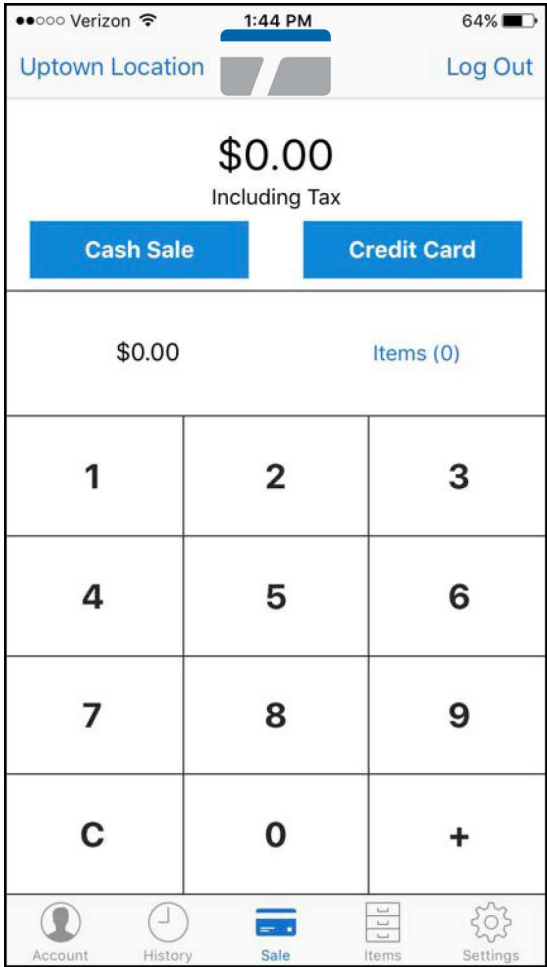 Verizon 1:44 PM 64%
Uptown Location Log Out
$0.00
Including Tax
Cash Sale Credit Card
$0.00 Items (0)
1 2 3
4 5 6
7 8 9
C 0 +
Account History Sale Items Settings